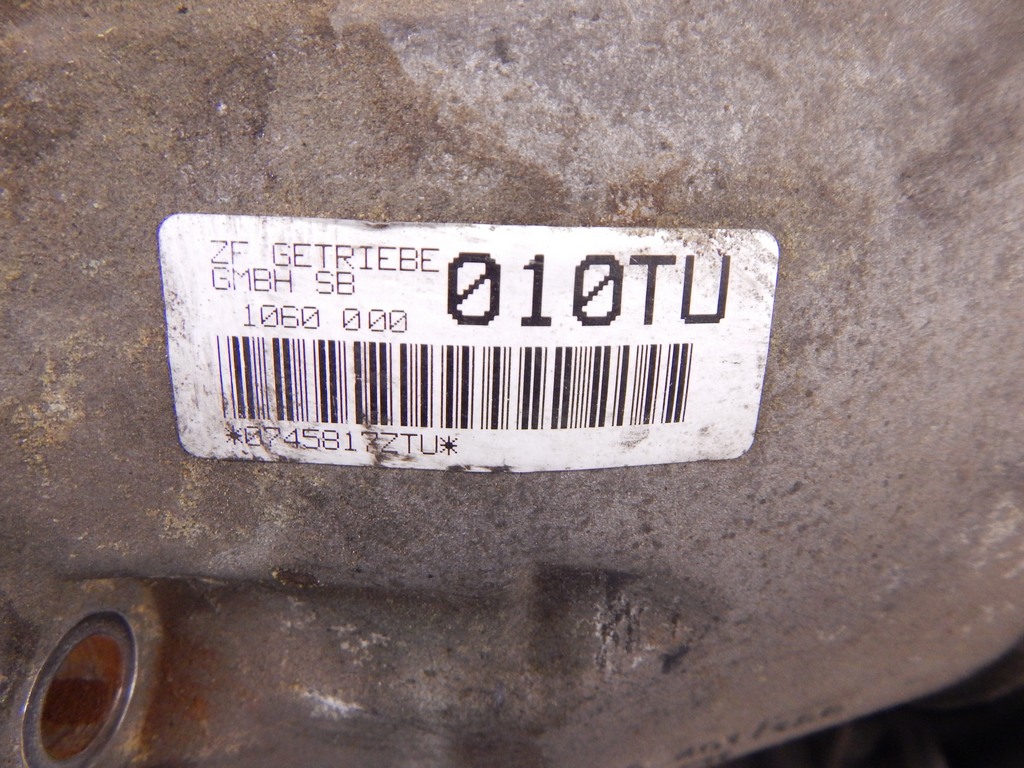 ZF GETRIEBE
GMBH SB
010TU
1060 000
*0745817ZTU*